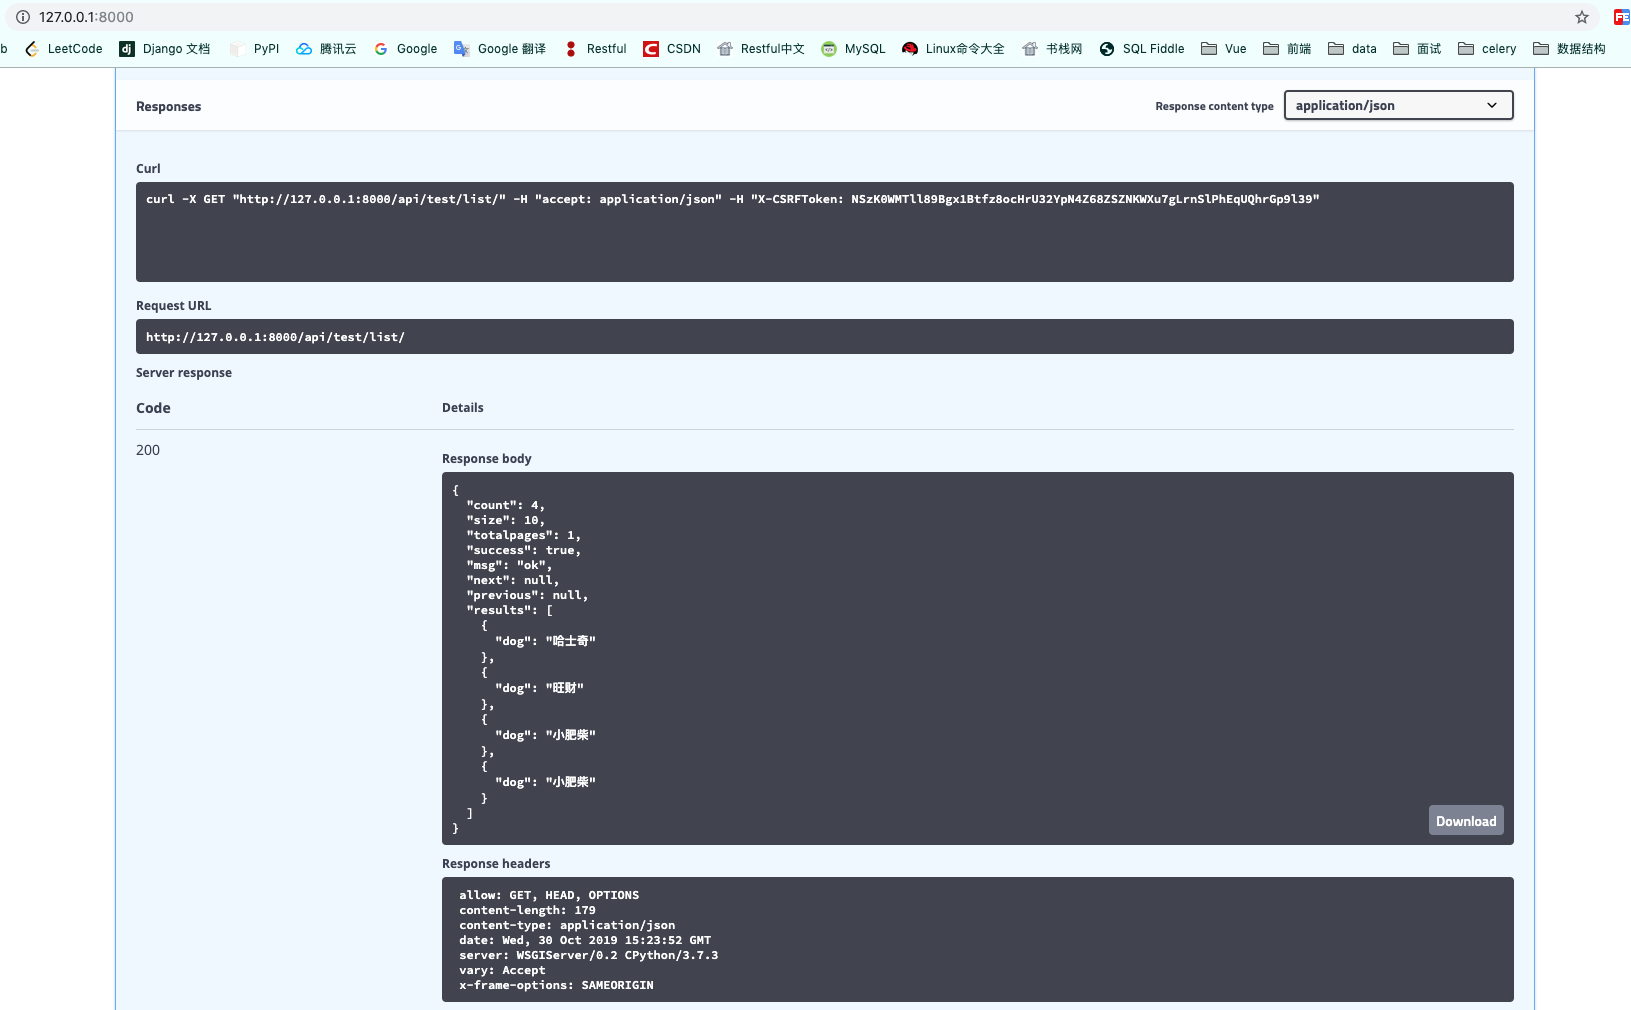 127.0.0.1:8000
b LeetCode Django 文档 PyPI 腾讯云 Google Google 翻译 Restful CSDN Restful中文 MySQL Linux命令大全 书栈网 SQL Fiddle Vue 前端 data 面试 celery 数据结构
Responses Response content type application/json
Curl
curl -X GET "http://127.0.0.1:8000/api/test/list/" -H "accept: application/json" -H "X-CSRFToken: NSzK0WMTll89Bgx1Btfz8ocHrU32YpN4Z68ZSZNKWXu7gLrnSlPhEqUQhrGp9l39"
Request URL
http://127.0.0.1:8000/api/test/list/
Server response
Code Details
200
Response body
{
"count": 4,
"size": 10,
"totalpages": 1,
"success": true,
"msg": "ok",
"next": null,
"previous": null,
"results": [
{
"dog": "哈士奇"
},
{
"dog": "旺财"
},
{
"dog": "小肥柴"
},
{
"dog": "小肥柴"
}
]
}
Download
Response headers
allow: GET, HEAD, OPTIONS
content-length: 179
content-type: application/json
date: Wed, 30 Oct 2019 15:23:52 GMT
server: WSGIServer/0.2 CPython/3.7.3
vary: Accept
x-frame-options: SAMEORIGIN